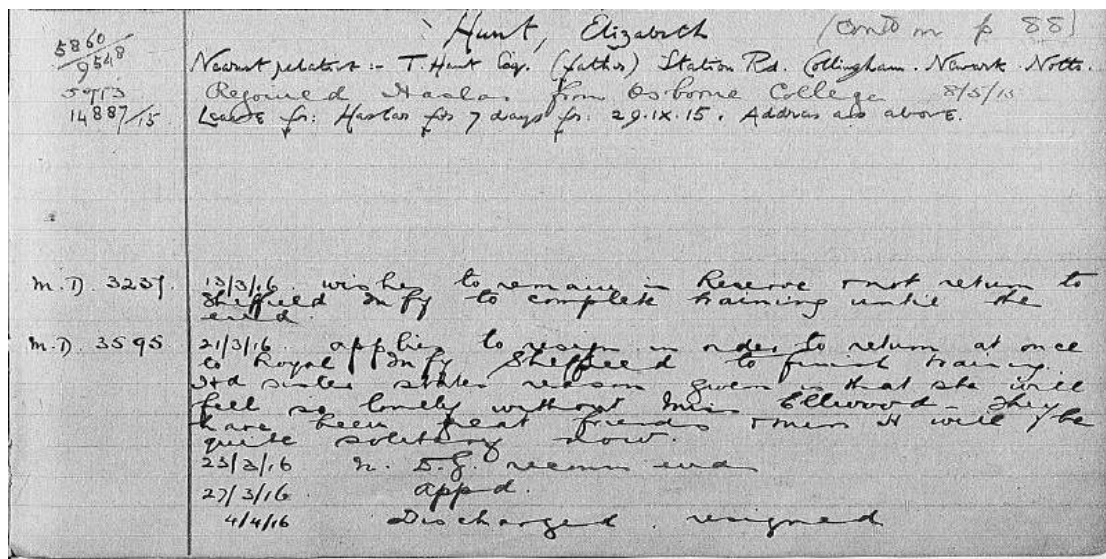 Hunt, Elizabeth (Contd on p 88)
5860/9548 Nearest relative :- T. Hunt Esq. (father) Station Rd. Collingham. Newark. Notts.
5913 Rejoined Haslar from Osborne College 8/5/15
14887/15 Leave fr: Haslar for 7 days fr: 29.IX.15. Address as above.
M.D. 3237. 13/3/16. wishes to remain in Reserve & not return to
Sheffield Infy to complete training until the
end.
M.D. 3595 21/3/16. applies to resign in order to return at once
to Royal Infy Sheffield to finish training.
Hd sister states reason given is that she will
feel so lonely without Miss Ellwood - They
have been great friends & Miss H will be
quite solitary now.
23/3/16 M. D.G. recommends
27/3/16. app d.
4/4/16 Discharged. resigned